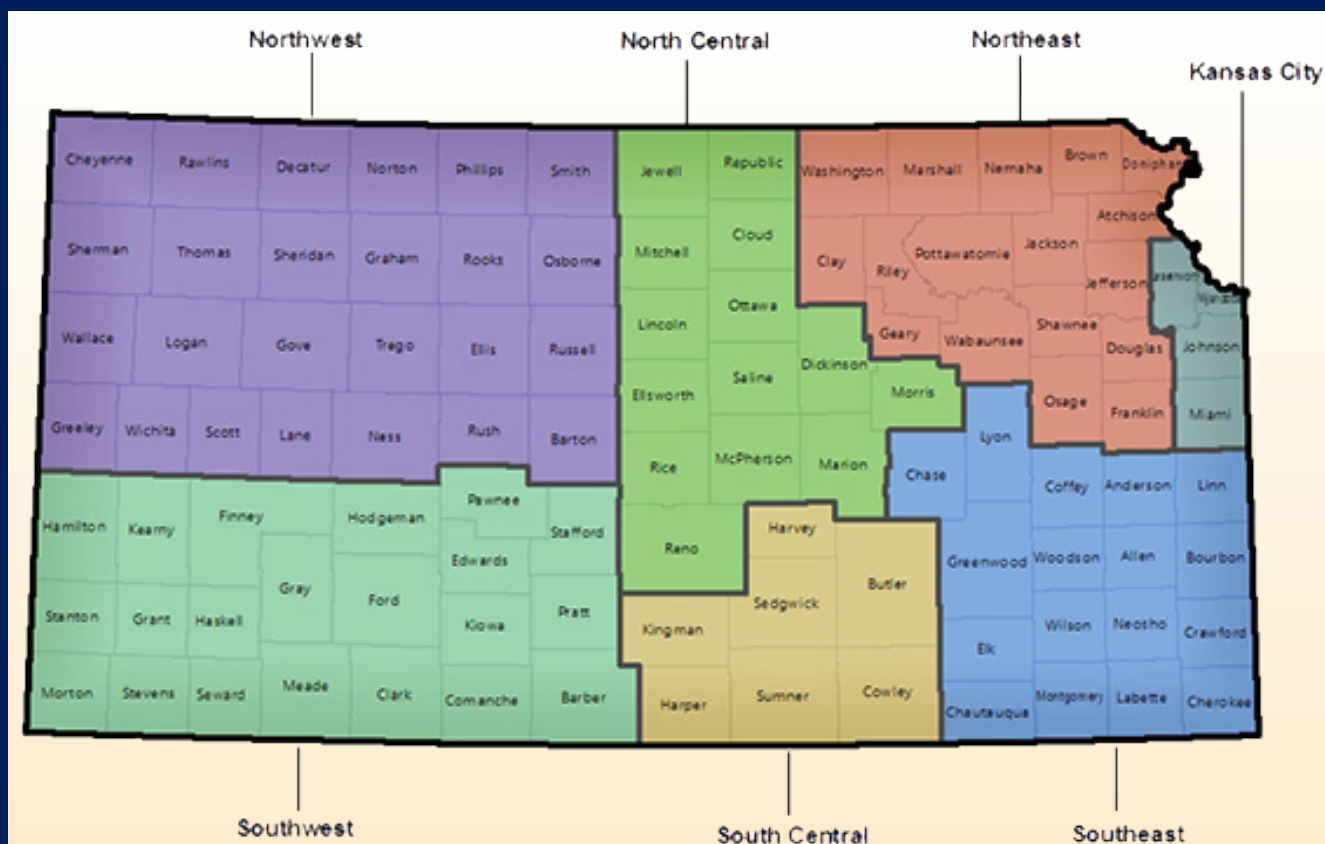 Northwest
North Central
Northeast
Kansas City
Cheyenne
Rawlins
Decatur
Norton
Phillips
Smith
Jewell
Republic
Washington
Marshall
Nemaha
Brown
Doniphan
Atchison
Sherman
Thomas
Sheridan
Graham
Rooks
Osborne
Mitchell
Cloud
Clay
Riley
Pottawatomie
Jackson
Jefferson
Wallace
Logan
Gove
Trego
Ellis
Russell
Lincoln
Ottawa
Saline
Dickinson
Geary
Wabaunsee
Shawnee
Douglas
Johnson
Greeley
Wichita
Scott
Lane
Ness
Rush
Barton
Ellsworth
Rice
McPherson
Marion
Morris
Osage
Franklin
Miami
Hamilton
Kearny
Finney
Hodgeman
Pawnee
Stafford
Edwards
Reno
Harvey
Chase
Lyon
Coffey
Anderson
Linn
Gray
Ford
Greenwood
Woodson
Allen
Bourbon
Stanton
Grant
Haskell
Kiowa
Pratt
Kingman
Sedgwick
Butler
Elk
Wilson
Neosho
Crawford
Morton
Stevens
Seward
Meade
Clark
Comanche
Barber
Harper
Sumner
Cowley
Chautauqua
Montgomery
Labette
Cherokee
Southwest
South Central
Southeast